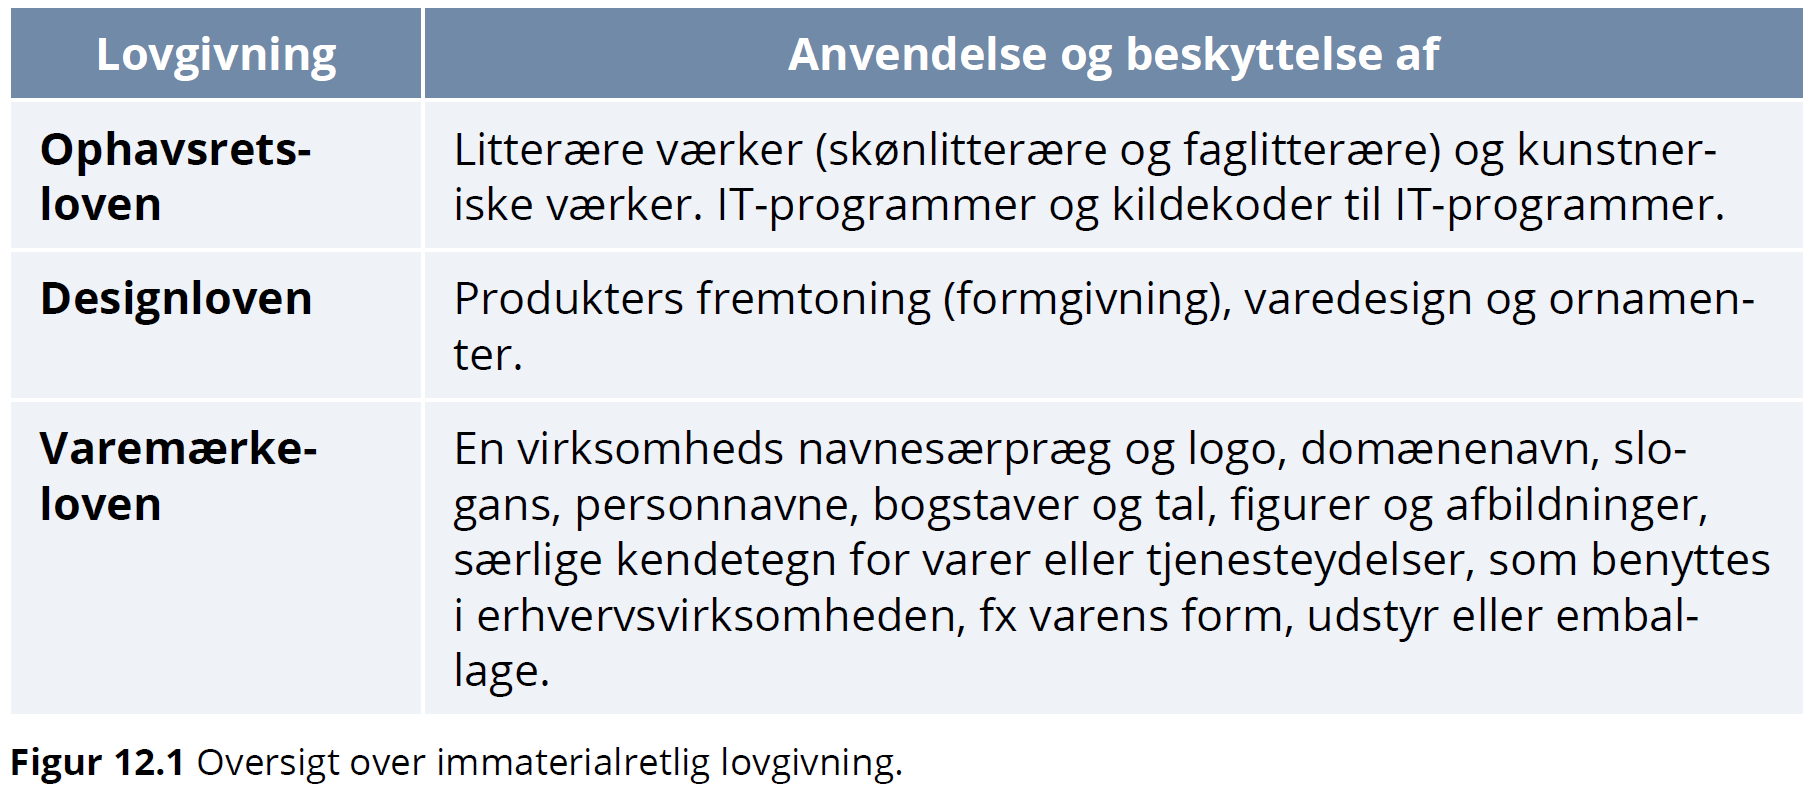 Lovgivning
Anvendelse og beskyttelse af
Ophavsrets-
loven
Litterære værker (skønlitterære og faglitterære) og kunstner-
iske værker. IT-programmer og kildekoder til IT-programmer.
Designloven
Produkters fremtoning (formgivning), varedesign og ornamen-
ter.
Varemærke-
loven
En virksomheds navnesærpræg og logo, domænenavn, slo-
gans, personnavne, bogstaver og tal, figurer og afbildninger,
særlige kendetegn for varer eller tjenesteydelser, som benyttes
i erhvervsvirksomheden, fx varens form, udstyr eller embal-
lage.
Figur 12.1 Oversigt over immaterialretlig lovgivning.